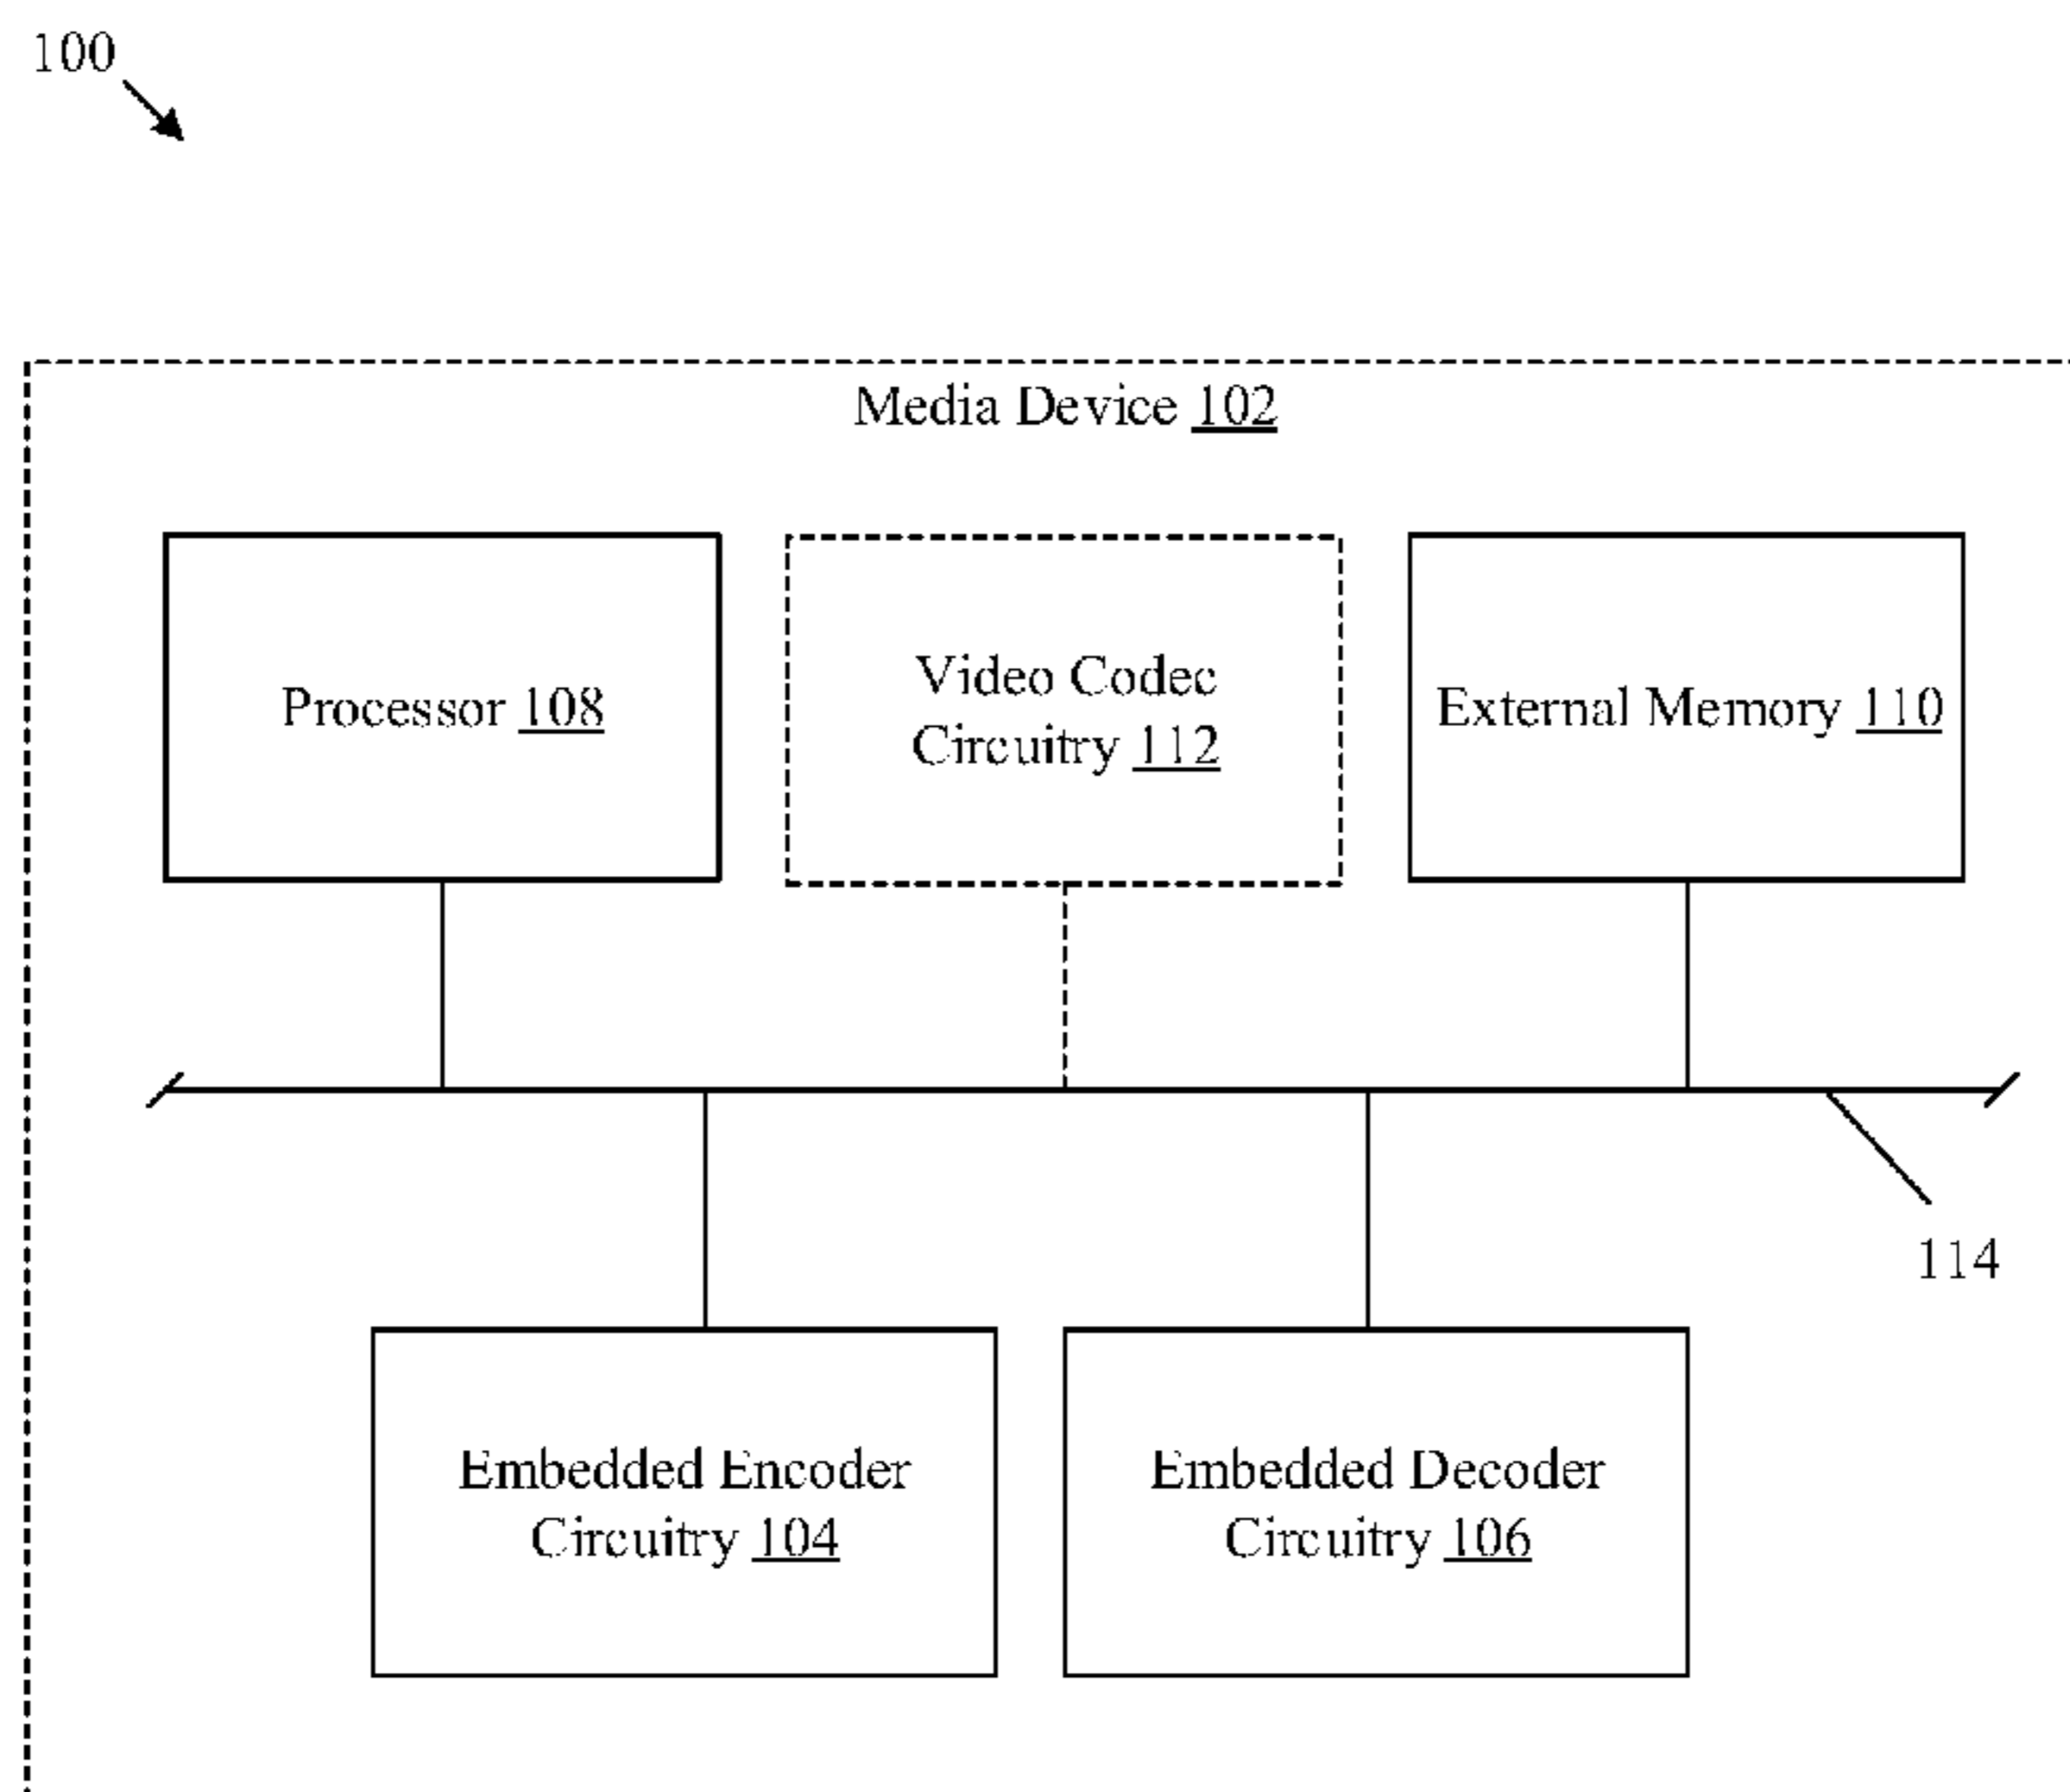 100
Media Device 102
Processor 108
Video Codec
Circuitry 112
External Memory 110
114
Embedded Encoder
Circuitry 104
Embedded Decoder
Circuitry 106